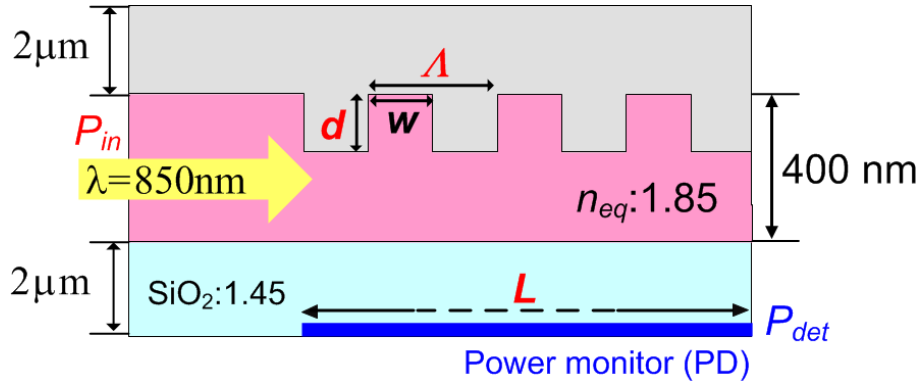 2μm
Λ
d
w
P_in
λ=850nm
400 nm
n_eq:1.85
2μm
SiO₂:1.45
L
P_det
Power monitor (PD)